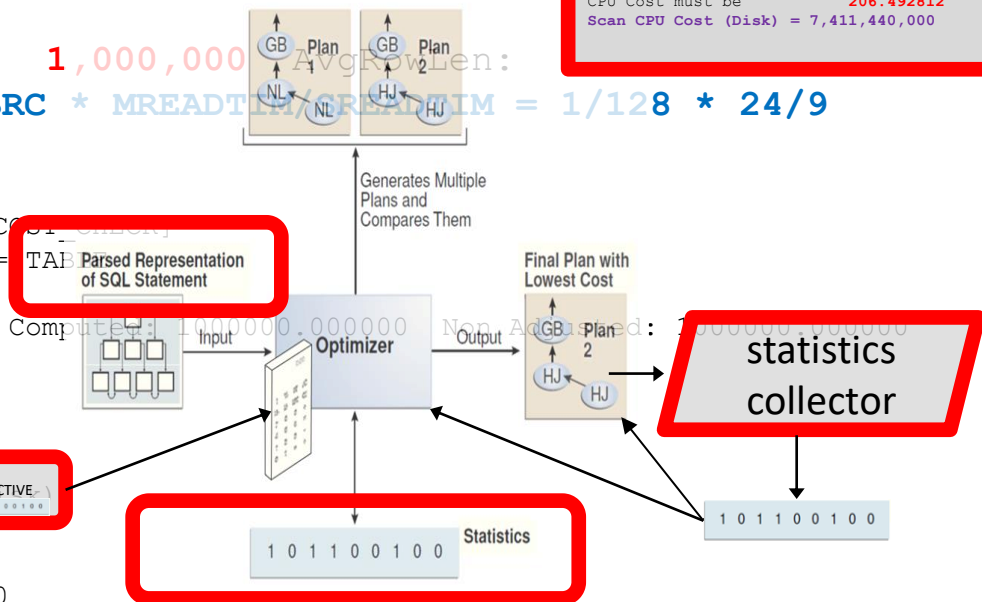 CPU Cost must be 206.492812
Scan CPU Cost (Disk) = 7,411,440,000
GB Plan 1
NL
NL
GB Plan 2
HJ
HJ
1,000,000 AvgRowLen:
RC * MREADTIM/SREADTIM = 1/128 * 24/9
Generates Multiple
Plans and
Compares Them
= TAB
Parsed Representation
of SQL Statement
Final Plan with
Lowest Cost
Computed: 1000000.000000 Non Adjusted: 1000000.000000
Input
Optimizer
Output
GB Plan 2
HJ
HJ
statistics
collector
CTIVE
1 0 1 1 0 0 1 0 0
Statistics
1 0 1 1 0 0 1 0 0
0